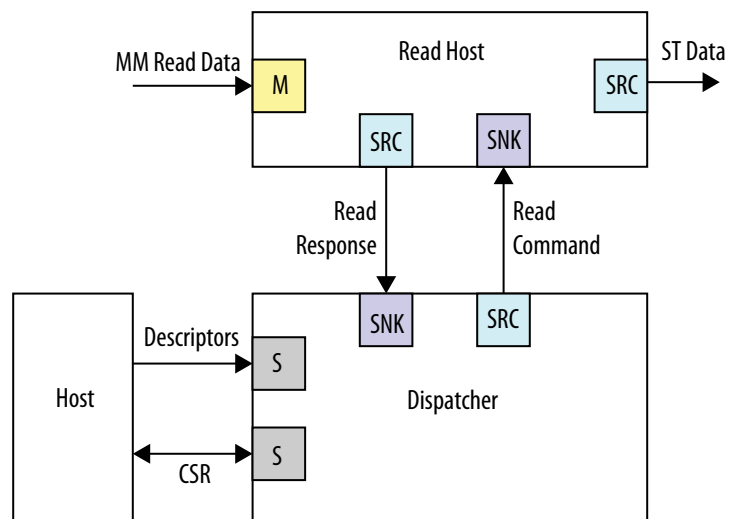 MM Read Data
Read Host
ST Data
M
SRC
SRC
SNK
Read
Response
Read
Command
SNK
SRC
Descriptors
S
Host
Dispatcher
S
CSR